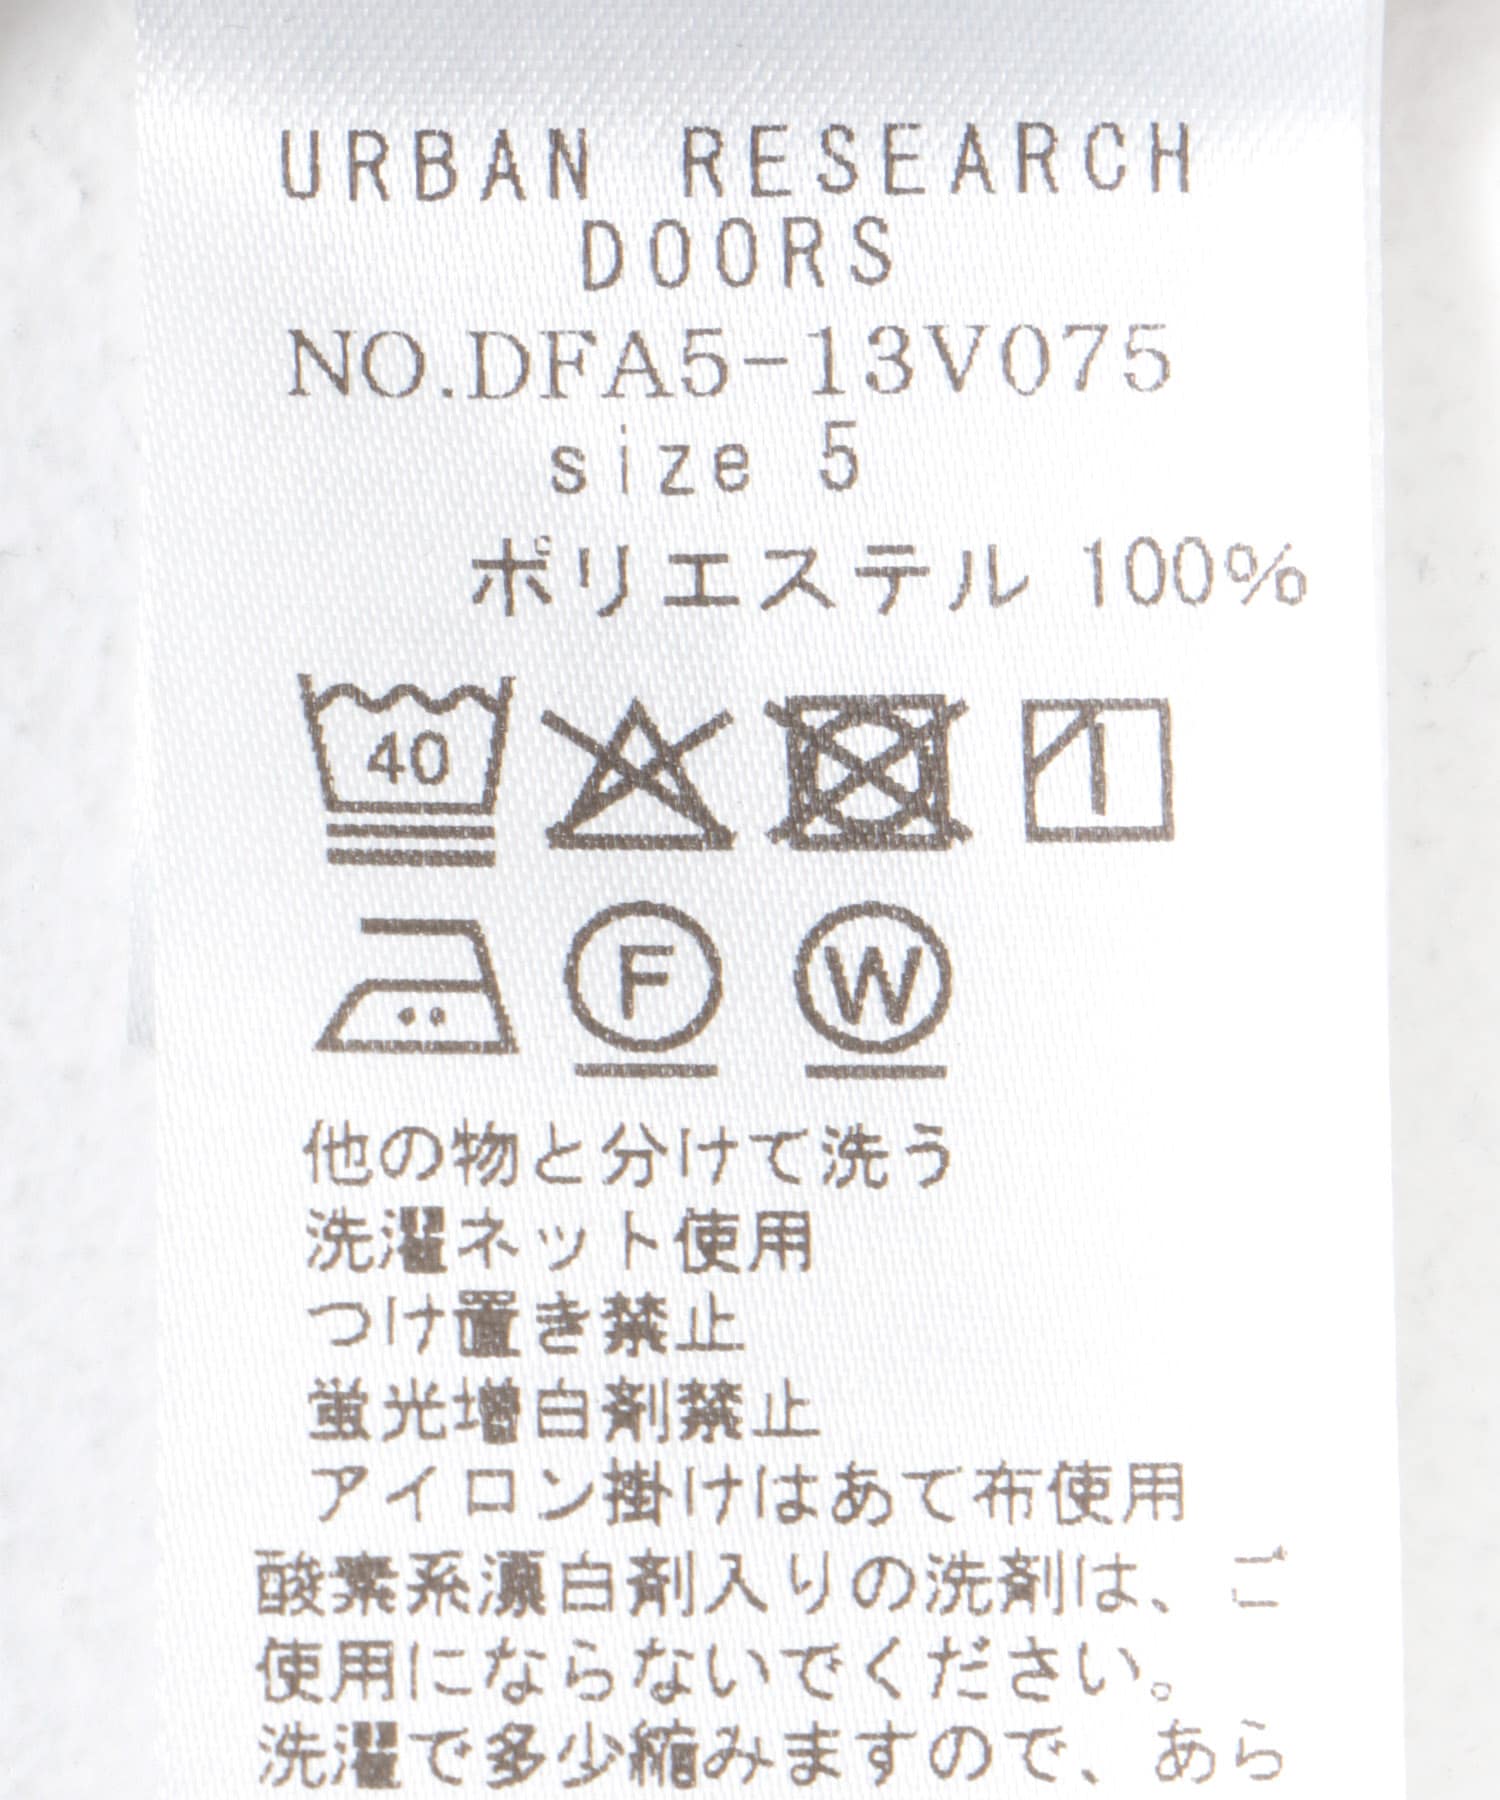 URBAN RESEARCH
DOORS
NO.DFA5-13V075
size 5
ポリエステル 100%
40
F W
他の物と分けて洗う
洗濯ネット使用
つけ置き禁止
蛍光増白剤禁止
アイロン掛けはあて布使用
酸素系漂白剤入りの洗剤は、ご
使用にならないでください。
洗濯で多少縮みますので、あら